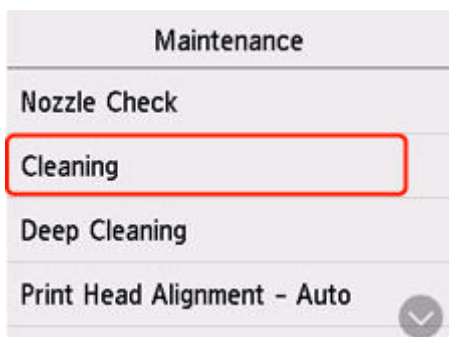 Maintenance
Nozzle Check
Cleaning
Deep Cleaning
Print Head Alignment - Auto